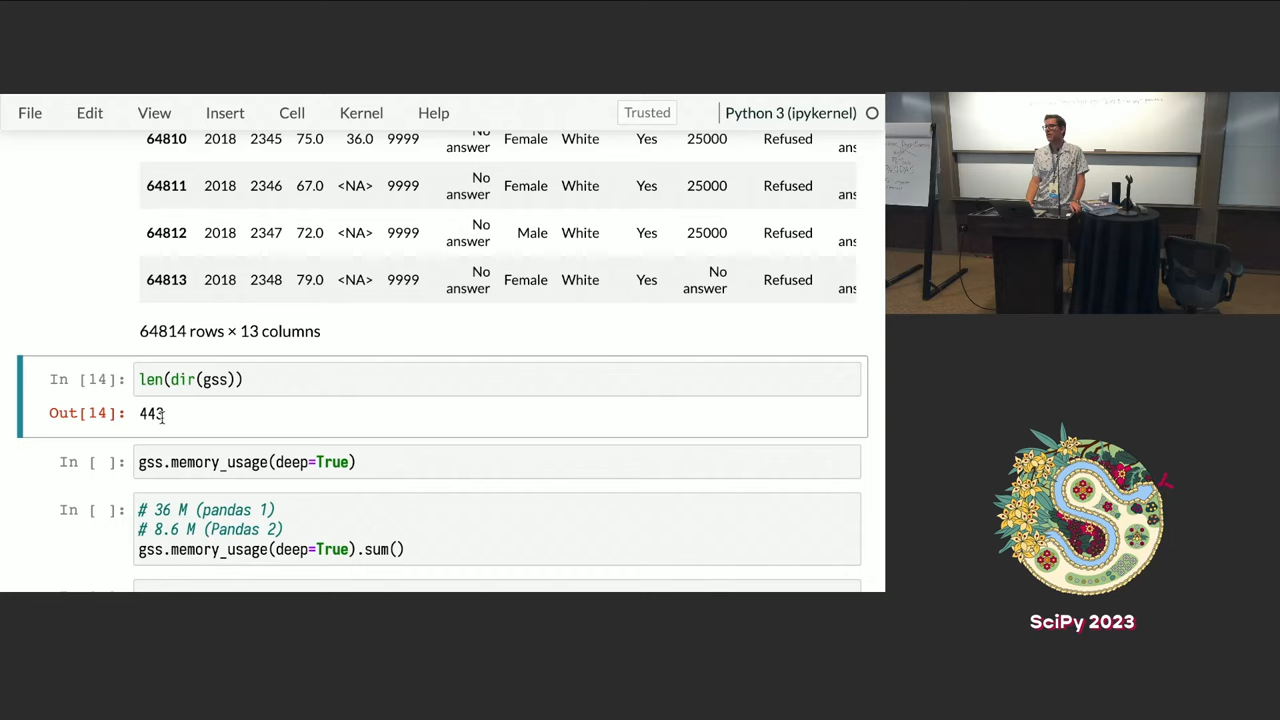 File Edit View Insert Cell Kernel Help Trusted Python 3 (ipykernel)
64810 2018 2345 75.0 36.0 9999 No answer Female White Yes 25000 Refused ans
64811 2018 2346 67.0 <NA> 9999 No answer Female White Yes 25000 Refused ans
64812 2018 2347 72.0 <NA> 9999 No answer Male White Yes 25000 Refused ans
64813 2018 2348 79.0 <NA> 9999 No answer Female White Yes No answer Refused ans
64814 rows × 13 columns
In [14]: len(dir(gss))
Out[14]: 443
In [ ]: gss.memory_usage(deep=True)
In [ ]: # 36 M (pandas 1)
# 8.6 M (Pandas 2)
gss.memory_usage(deep=True).sum()
SciPy 2023